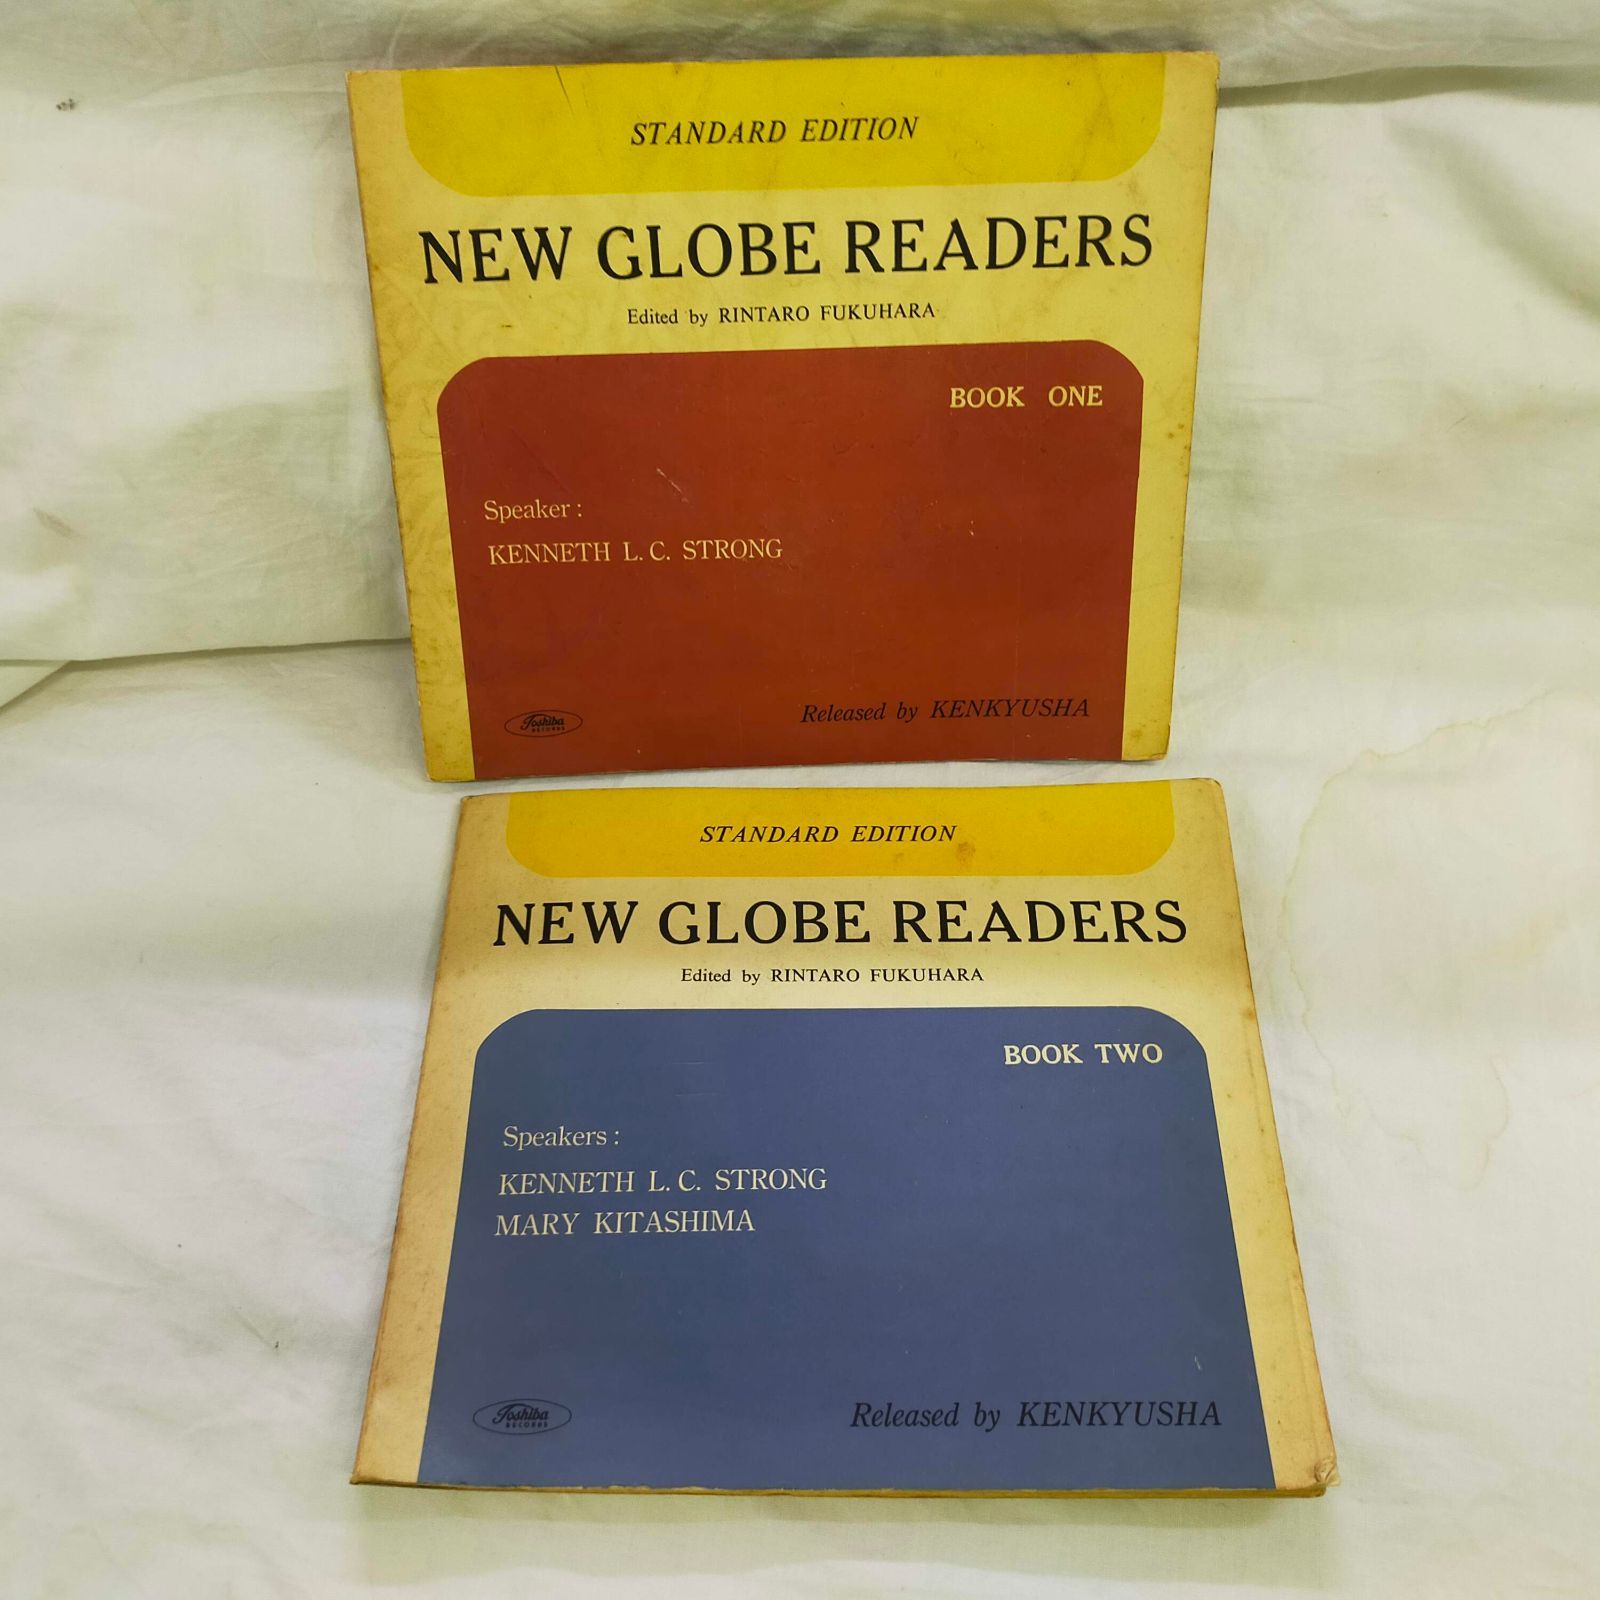 STANDARD EDITION
NEW GLOBE READERS
Edited by RINTARO FUKUHARA
BOOK ONE
Speaker :
KENNETH L. C. STRONG
Toshiba
RECORDS
Released by KENKYUSHA
STANDARD EDITION
NEW GLOBE READERS
Edited by RINTARO FUKUHARA
BOOK TWO
Speakers :
KENNETH L. C. STRONG
MARY KITASHIMA
Toshiba
RECORDS
Released by KENKYUSHA